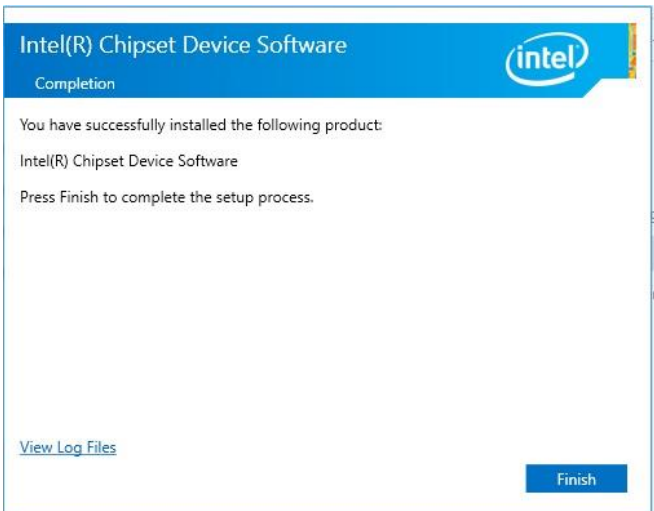 Intel(R) Chipset Device Software
intel
Completion
You have successfully installed the following product:
Intel(R) Chipset Device Software
Press Finish to complete the setup process.
View Log Files
Finish